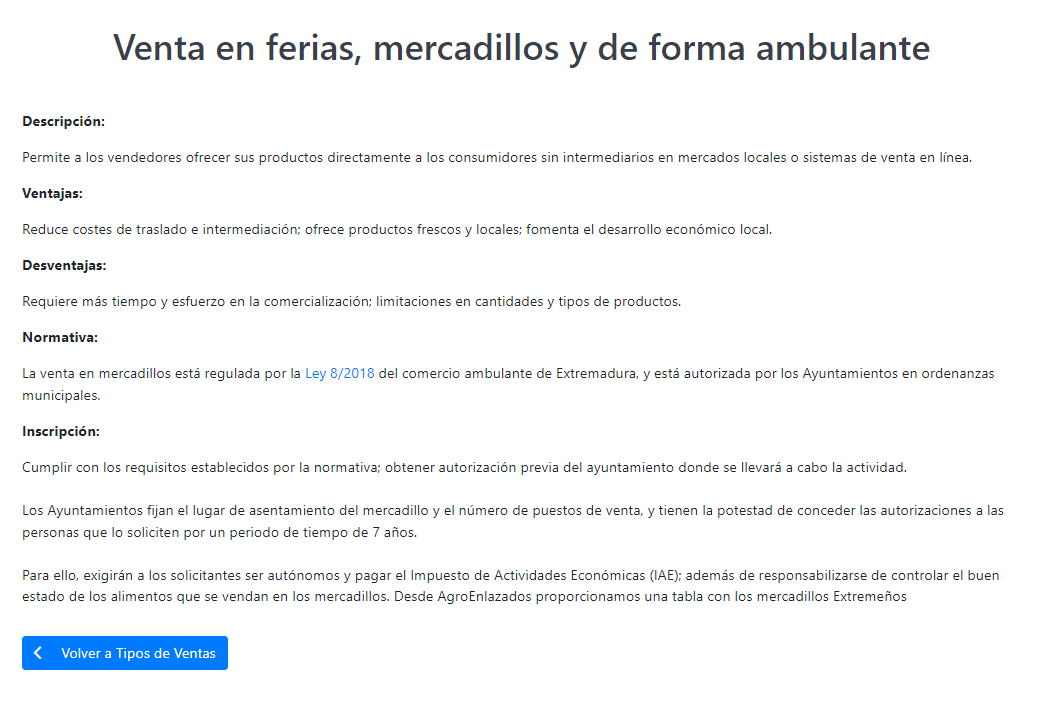 Venta en ferias, mercadillos y de forma ambulante
Descripción:
Permite a los vendedores ofrecer sus productos directamente a los consumidores sin intermediarios en mercados locales o sistemas de venta en línea.
Ventajas:
Reduce costes de traslado e intermediación; ofrece productos frescos y locales; fomenta el desarrollo económico local.
Desventajas:
Requiere más tiempo y esfuerzo en la comercialización; limitaciones en cantidades y tipos de productos.
Normativa:
La venta en mercadillos está regulada por la Ley 8/2018 del comercio ambulante de Extremadura, y está autorizada por los Ayuntamientos en ordenanzas
municipales.
Inscripción:
Cumplir con los requisitos establecidos por la normativa; obtener autorización previa del ayuntamiento donde se llevará a cabo la actividad.
Los Ayuntamientos fijan el lugar de asentamiento del mercadillo y el número de puestos de venta, y tienen la potestad de conceder las autorizaciones a las
personas que lo soliciten por un periodo de tiempo de 7 años.
Para ello, exigirán a los solicitantes ser autónomos y pagar el Impuesto de Actividades Económicas (IAE); además de responsabilizarse de controlar el buen
estado de los alimentos que se vendan en los mercadillos. Desde AgroEnlazados proporcionamos una tabla con los mercadillos Extremeños
Volver a Tipos de Ventas